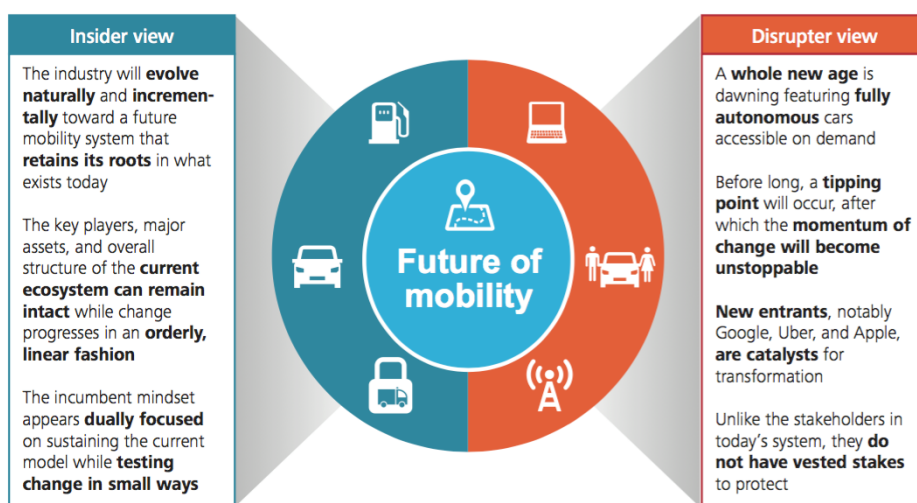 Insider view
The industry will evolve
naturally and incremen-
tally toward a future
mobility system that
retains its roots in what
exists today
The key players, major
assets, and overall
structure of the current
ecosystem can remain
intact while change
progresses in an orderly,
linear fashion
The incumbent mindset
appears dually focused
on sustaining the current
model while testing
change in small ways
Future of
mobility
Disrupter view
A whole new age is
dawning featuring fully
autonomous cars
accessible on demand
Before long, a tipping
point will occur, after
which the momentum of
change will become
unstoppable
New entrants, notably
Google, Uber, and Apple,
are catalysts for
transformation
Unlike the stakeholders in
today’s system, they do
not have vested stakes
to protect